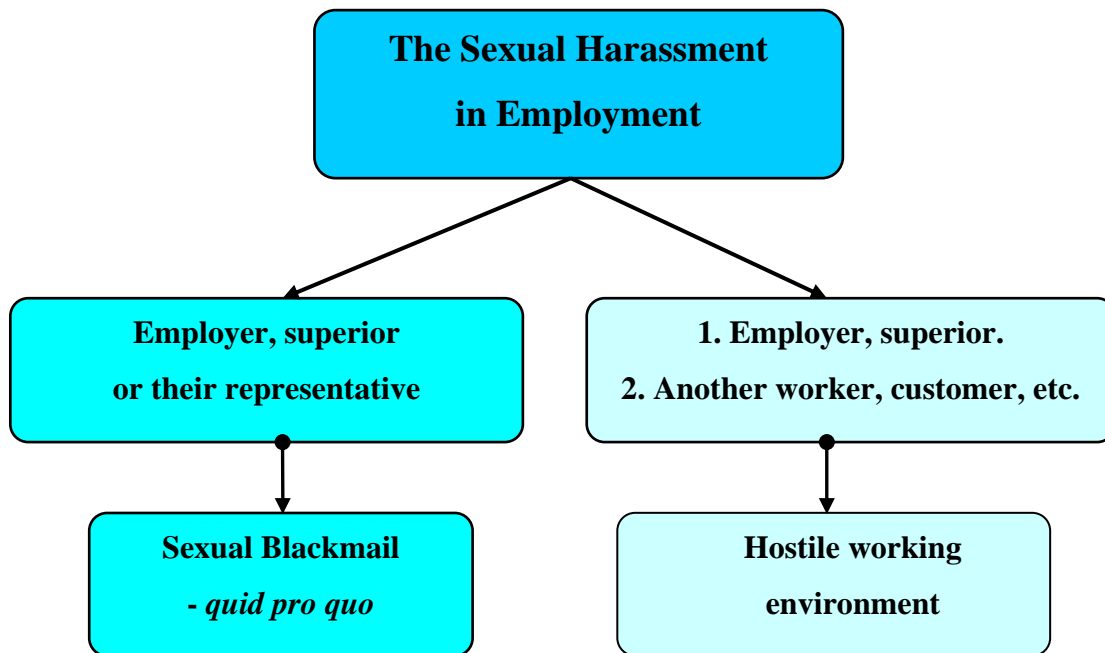 The Sexual Harassment
in Employment
Employer, superior
or their representative
1. Employer, superior.
2. Another worker, customer, etc.
Sexual Blackmail
- quid pro quo
Hostile working
environment